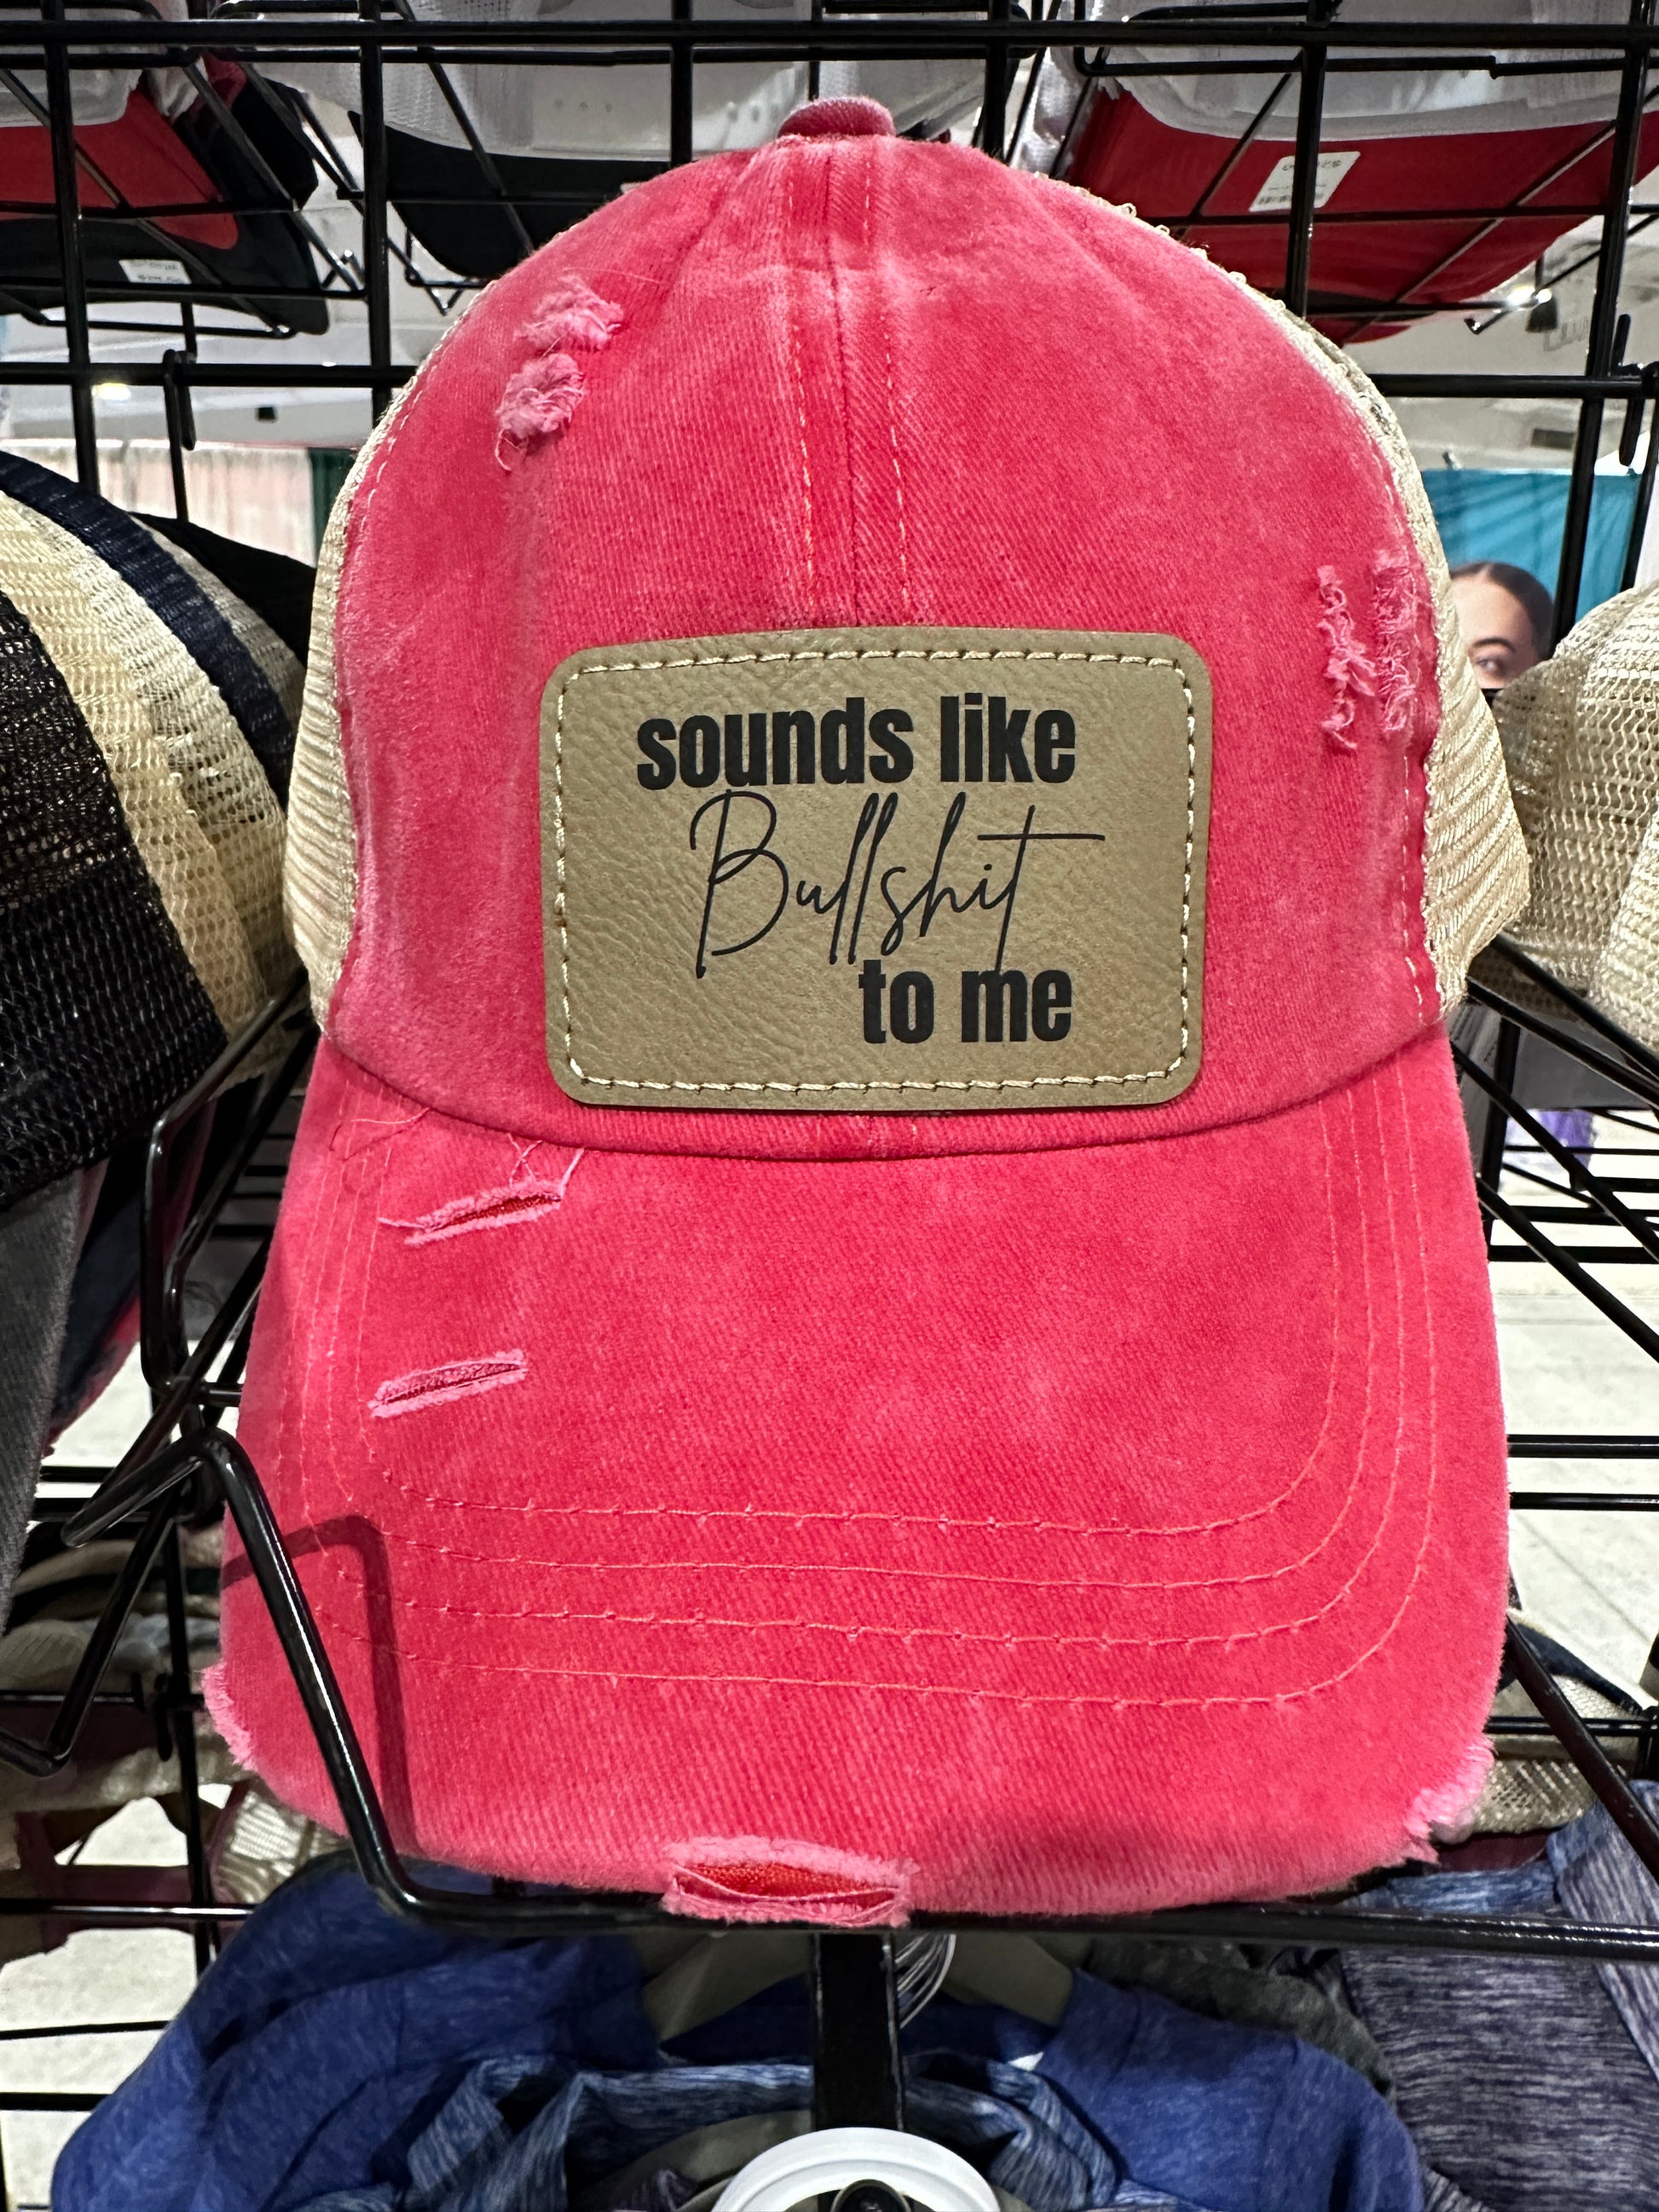 sounds like
Bullshit
to me